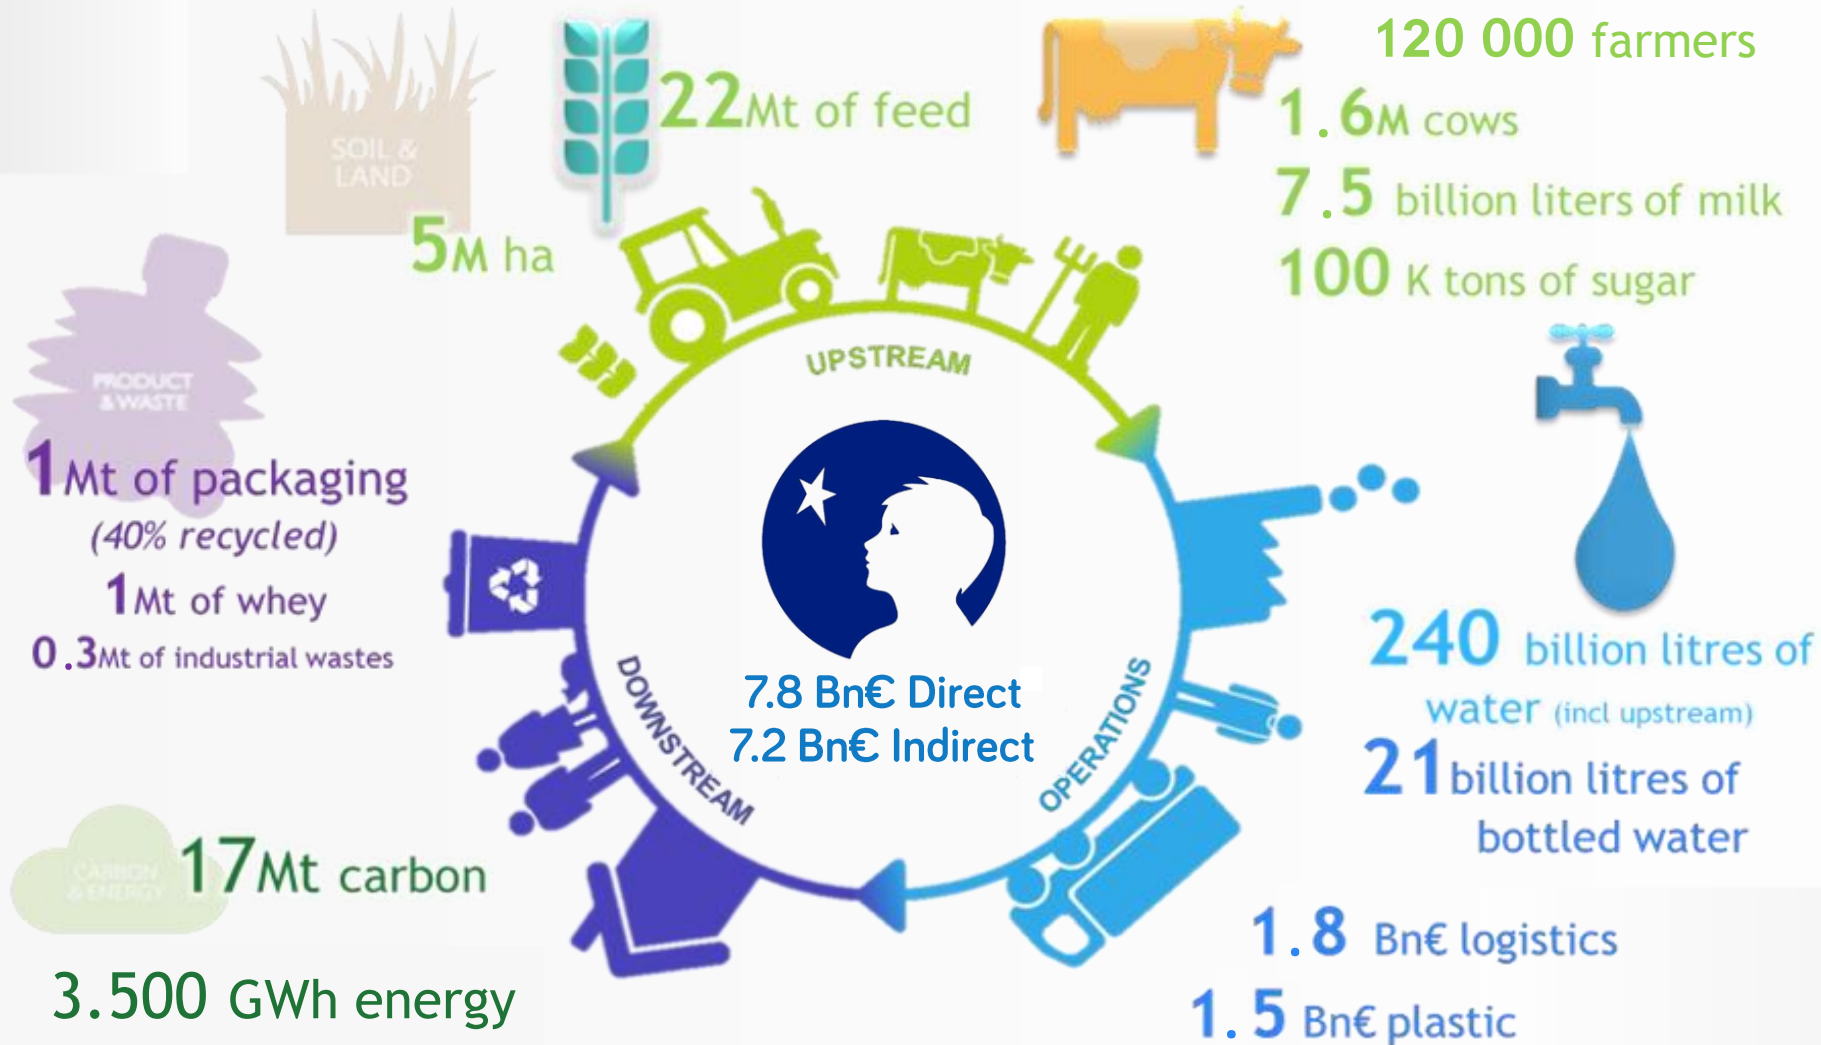 SOIL &
LAND
22Mt of feed
5M ha
120 000 farmers
1.6M cows
7.5 billion liters of milk
100 K tons of sugar
PRODUCT
& WASTE
1Mt of packaging
(40% recycled)
1Mt of whey
0.3Mt of industrial wastes
UPSTREAM
7.8 Bn€ Direct
7.2 Bn€ Indirect
DOWNSTREAM
OPERATIONS
240 billion litres of
water (incl upstream)
21 billion litres of
bottled water
CARBON
& ENERGY
17Mt carbon
3.500 GWh energy
1.8 Bn€ logistics
1.5 Bn€ plastic